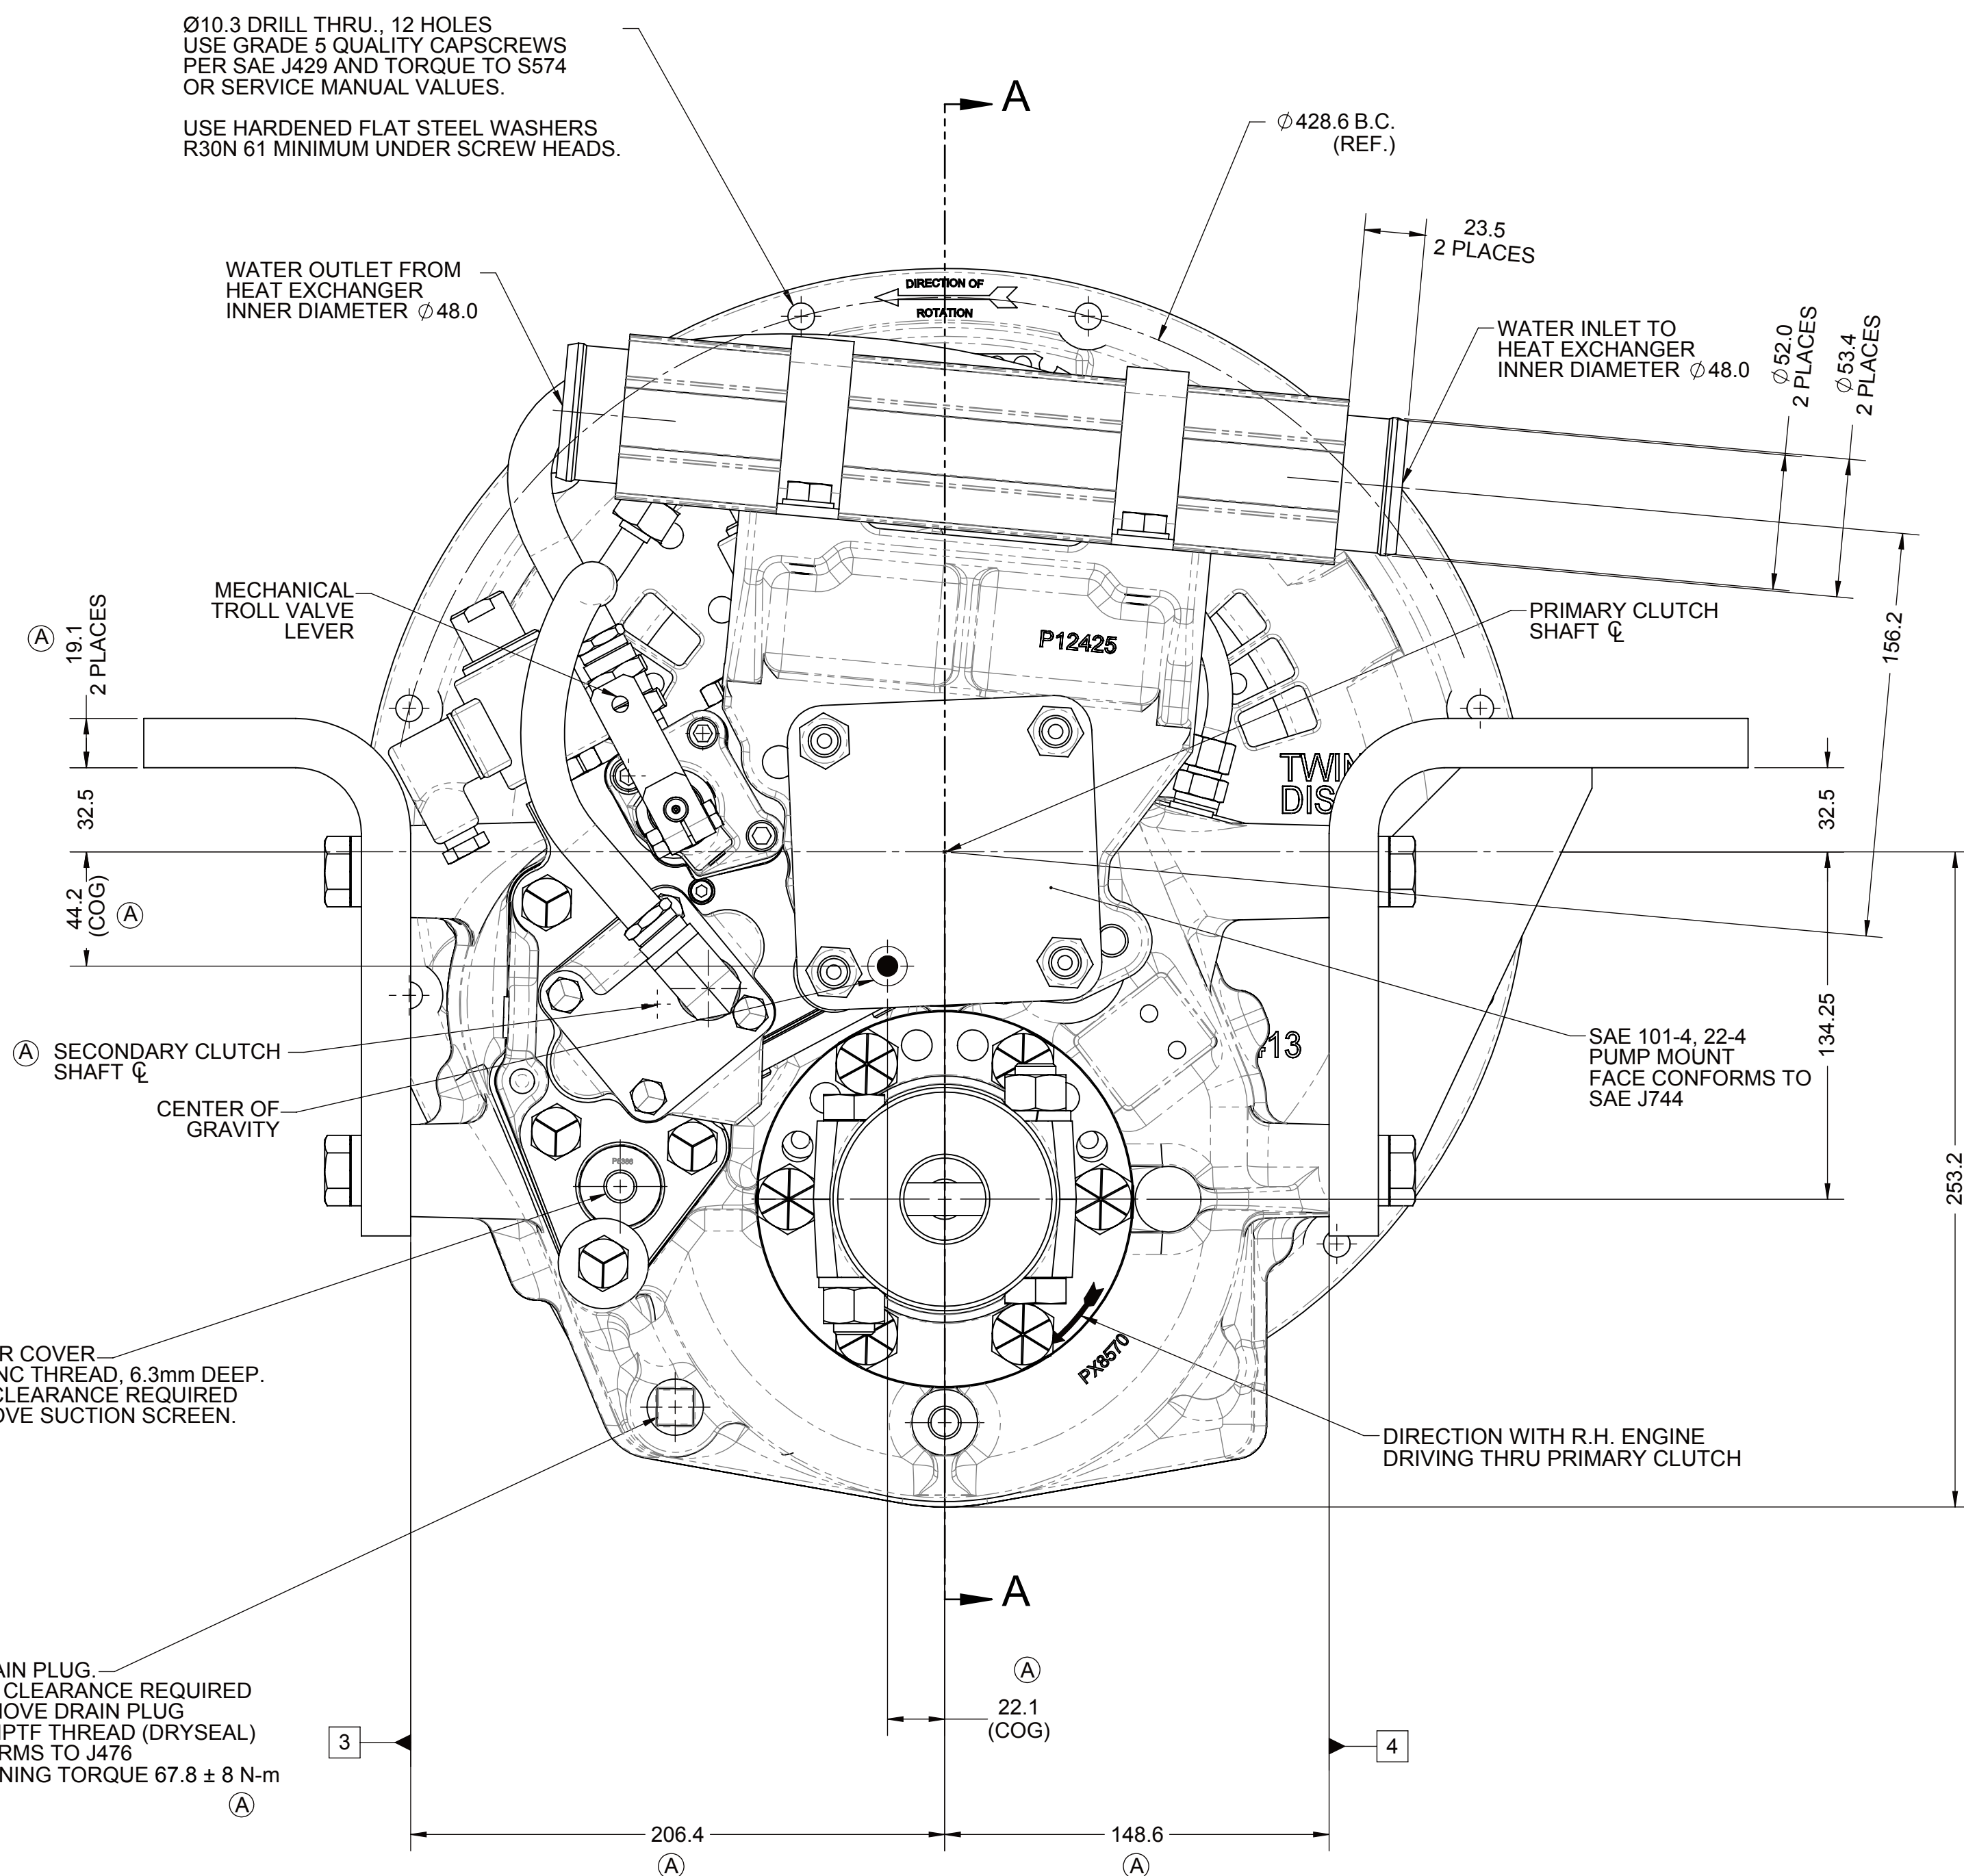 Ø10.3 DRILL THRU., 12 HOLES
USE GRADE 5 QUALITY CAPSCREWS
PER SAE J429 AND TORQUE TO S574
OR SERVICE MANUAL VALUES.
USE HARDENED FLAT STEEL WASHERS
R30N 61 MINIMUM UNDER SCREW HEADS.
A
Ø428.6 B.C.
(REF.)
23.5
2 PLACES
WATER OUTLET FROM
HEAT EXCHANGER
INNER DIAMETER Ø48.0
DIRECTION OF
ROTATION
WATER INLET TO
HEAT EXCHANGER
INNER DIAMETER Ø48.0
Ø52.0
2 PLACES
Ø53.4
2 PLACES
MECHANICAL
TROLL VALVE
LEVER
A
19.1
2 PLACES
P12425
PRIMARY CLUTCH
SHAFT ℄
156.2
TWIN
DIS
32.5
32.5
44.2
(COG)
A
134.25
253.2
A
SECONDARY CLUTCH
SHAFT ℄
CENTER OF
GRAVITY
413
SAE 101-4, 22-4
PUMP MOUNT
FACE CONFORMS TO
SAE J744
R COVER
NC THREAD, 6.3mm DEEP.
CLEARANCE REQUIRED
OVE SUCTION SCREEN.
PX8570
DIRECTION WITH R.H. ENGINE
DRIVING THRU PRIMARY CLUTCH
A
AIN PLUG.
CLEARANCE REQUIRED
MOVE DRAIN PLUG
NPTF THREAD (DRYSEAL)
RMS TO J476
NING TORQUE 67.8 ± 8 N-m
A
3
A
22.1
(COG)
4
206.4
A
148.6
A